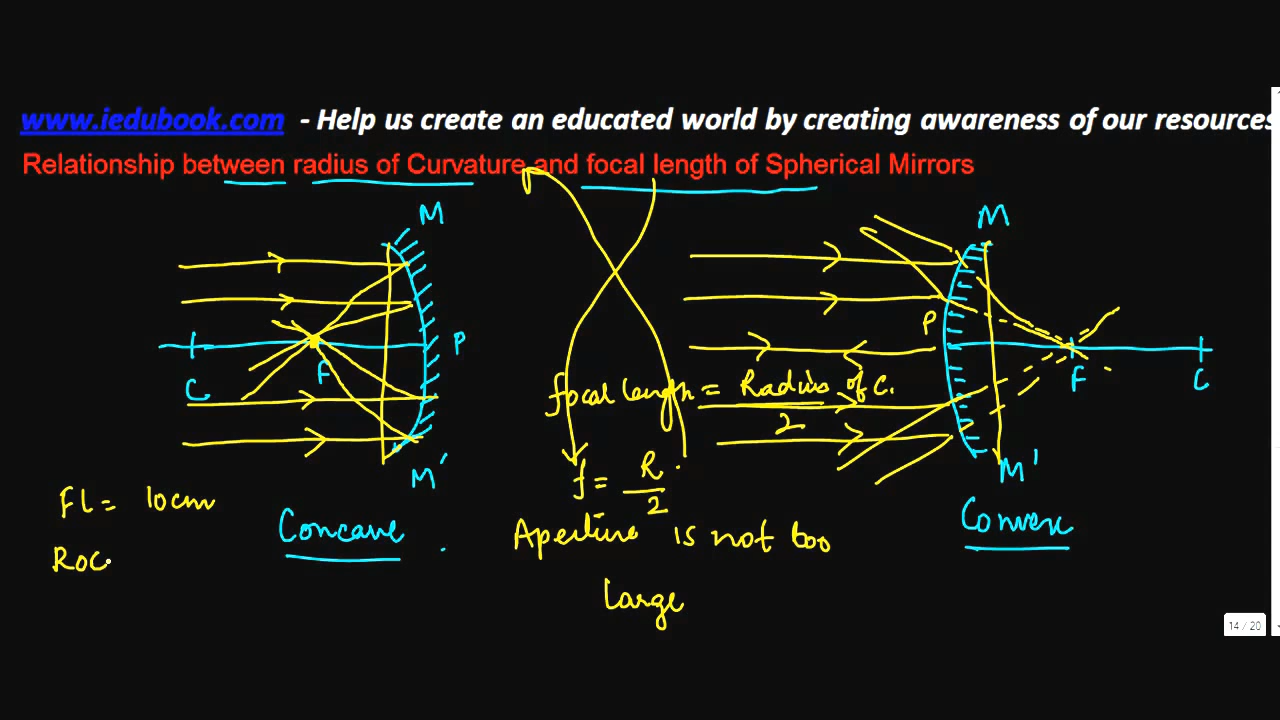 www.iedubook.com - Help us create an educated world by creating awareness of our resources
Relationship between radius of Curvature and focal length of Spherical Mirrors
M
P
F
C
M'
Concave
FL = 10cm
ROC
focal length = Radius of C.
2
f = R
2
Aperture is not too
large
M
P
F
C
M'
Convex
14 / 20